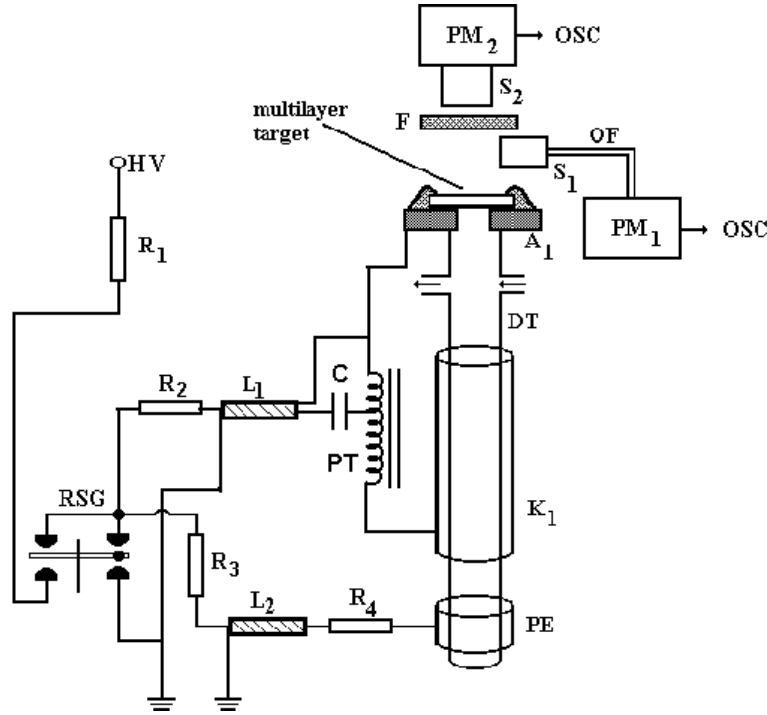 PM2
OSC
S2
multilayer
target
F
OF
S1
HV
PM1
OSC
A1
R1
DT
C
R2
L1
PT
RSG
K1
R3
L2
R4
PE